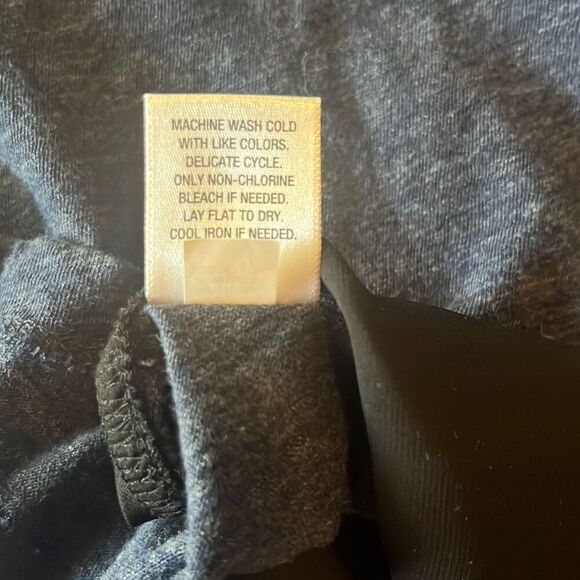 MACHINE WASH COLD
WITH LIKE COLORS.
DELICATE CYCLE.
ONLY NON-CHLORINE
BLEACH IF NEEDED.
LAY FLAT TO DRY.
COOL IRON IF NEEDED.